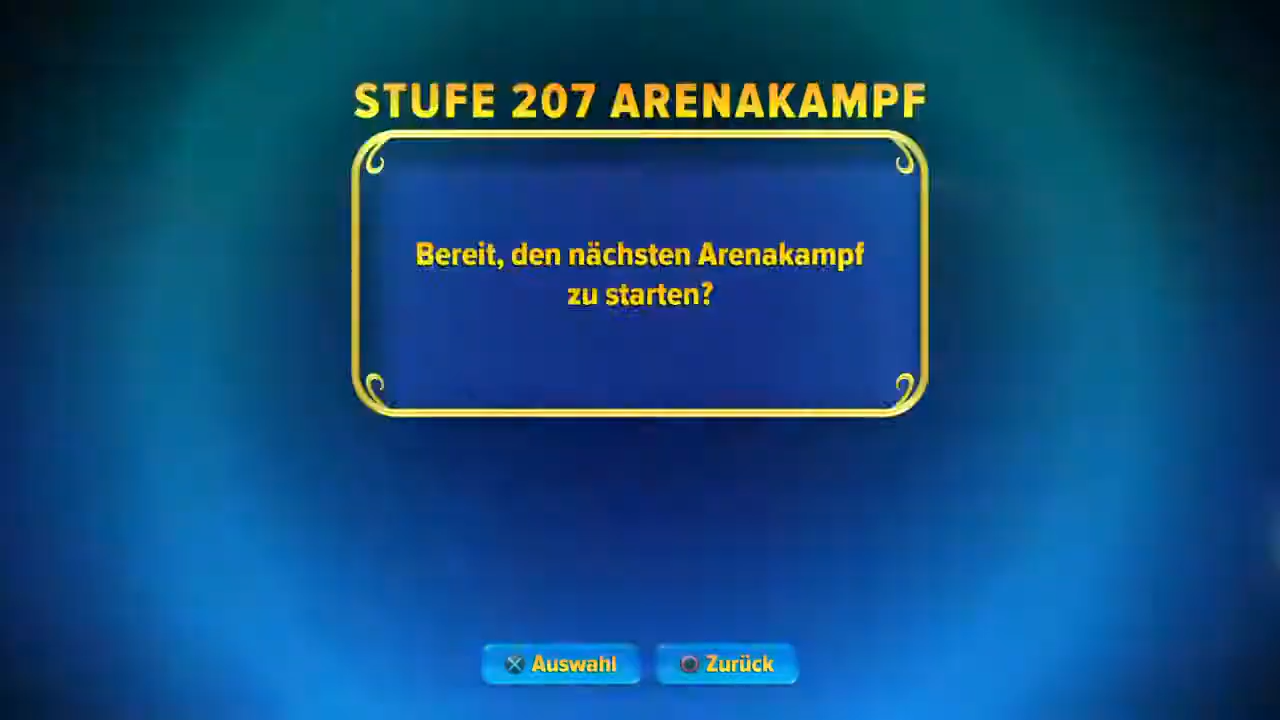 STUFE 207 ARENAKAMPF
Bereit, den nächsten Arenakampf
zu starten?
Auswahl
Zurück